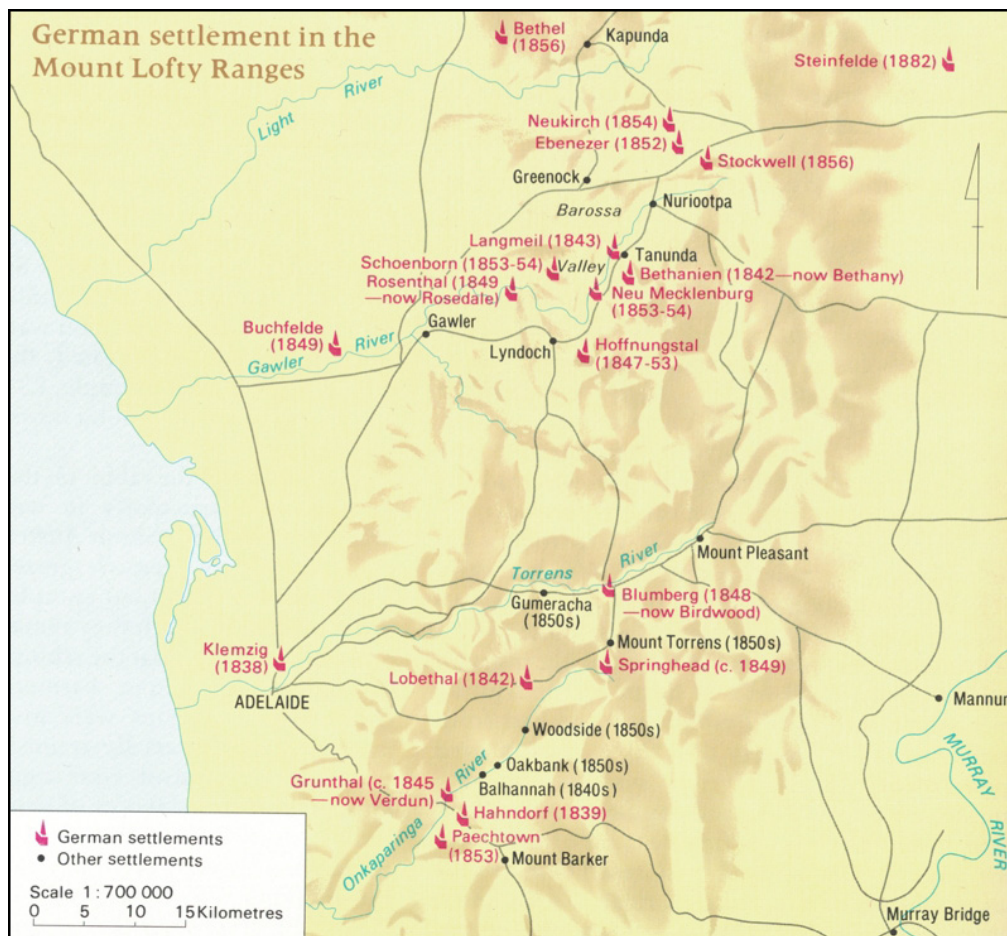 German settlement in the
Mount Lofty Ranges
Bethel
(1856)
Kapunda
Steinfelde (1882)
Light
River
Neukirch (1854)
Ebenezer (1852)
Stockwell (1856)
Greenock
Nuriootpa
Barossa
Langmeil (1843)
Tanunda
Schoenborn (1853-54)
Valley
Bethanien (1842—now Bethany)
Rosenthal (1849
—now Rosedale)
Neu Mecklenburg
(1853-54)
Buchfelde
(1849)
Gawler
River
Gawler
Lyndoch
Hoffnungstal
(1847-53)
Mount Pleasant
Torrens
River
Gumeracha
(1850s)
Blumberg (1848
—now Birdwood)
Klemzig
(1838)
Mount Torrens (1850s)
Springhead (c. 1849)
Lobethal (1842)
ADELAIDE
Mannum
Woodside (1850s)
MURRAY
RIVER
Oakbank (1850s)
Balhannah (1840s)
River
Onkaparinga
Grunthal (c. 1845
—now Verdun)
Hahndorf (1839)
Paechtown
(1853)
Mount Barker
Murray Bridge
German settlements
Other settlements
Scale 1 : 700 000
0 5 10 15 Kilometres